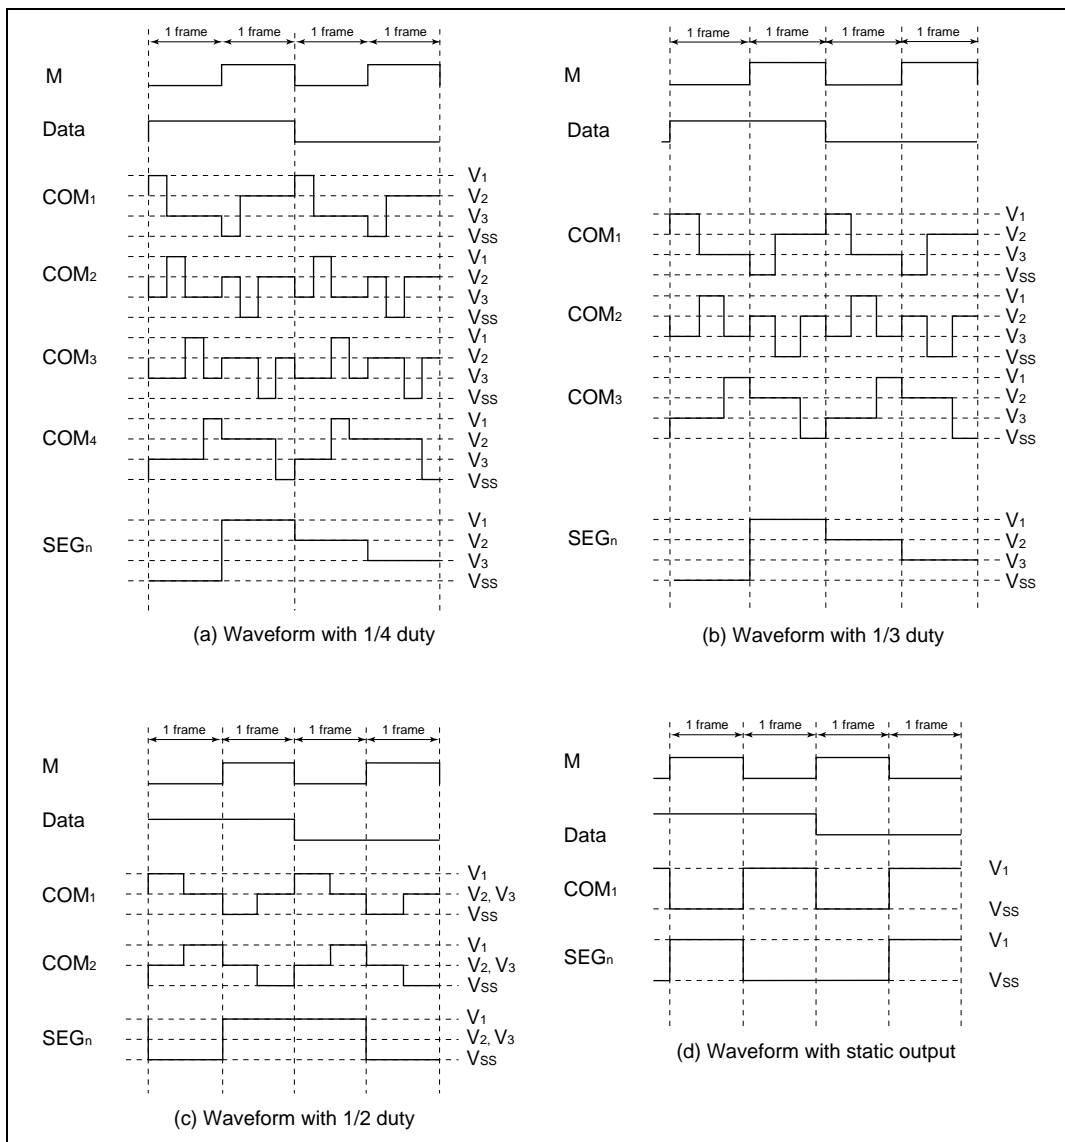 1 frame 1 frame 1 frame 1 frame
M
Data
COM1 V1
V2
V3
VSS
COM2 V1
V2
V3
VSS
COM3 V1
V2
V3
VSS
COM4 V1
V2
V3
VSS
SEGn V1
V2
V3
VSS
(a) Waveform with 1/4 duty
1 frame 1 frame 1 frame 1 frame
M
Data
COM1 V1
V2
V3
VSS
COM2 V1
V2
V3
VSS
COM3 V1
V2
V3
VSS
SEGn V1
V2
V3
VSS
(b) Waveform with 1/3 duty
1 frame 1 frame 1 frame 1 frame
M
Data
COM1 V1
V2, V3
VSS
COM2 V1
V2, V3
VSS
SEGn V1
V2, V3
VSS
(c) Waveform with 1/2 duty
1 frame 1 frame 1 frame 1 frame
M
Data
COM1 V1
VSS
SEGn V1
VSS
(d) Waveform with static output